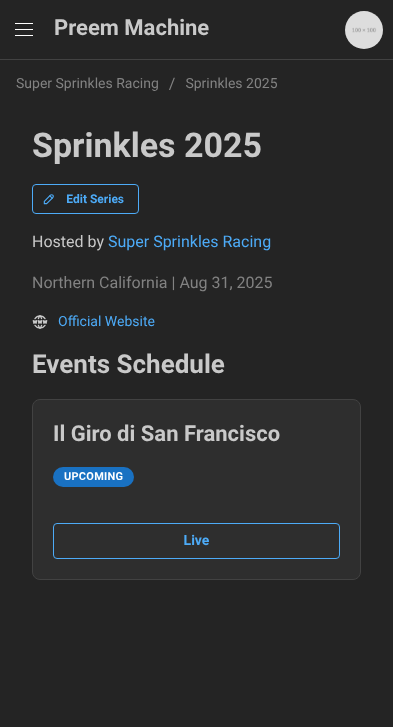 Preem Machine
100 × 100
Super Sprinkles Racing / Sprinkles 2025
Sprinkles 2025
Edit Series
Hosted by Super Sprinkles Racing
Northern California | Aug 31, 2025
Official Website
Events Schedule
Il Giro di San Francisco
UPCOMING
Live